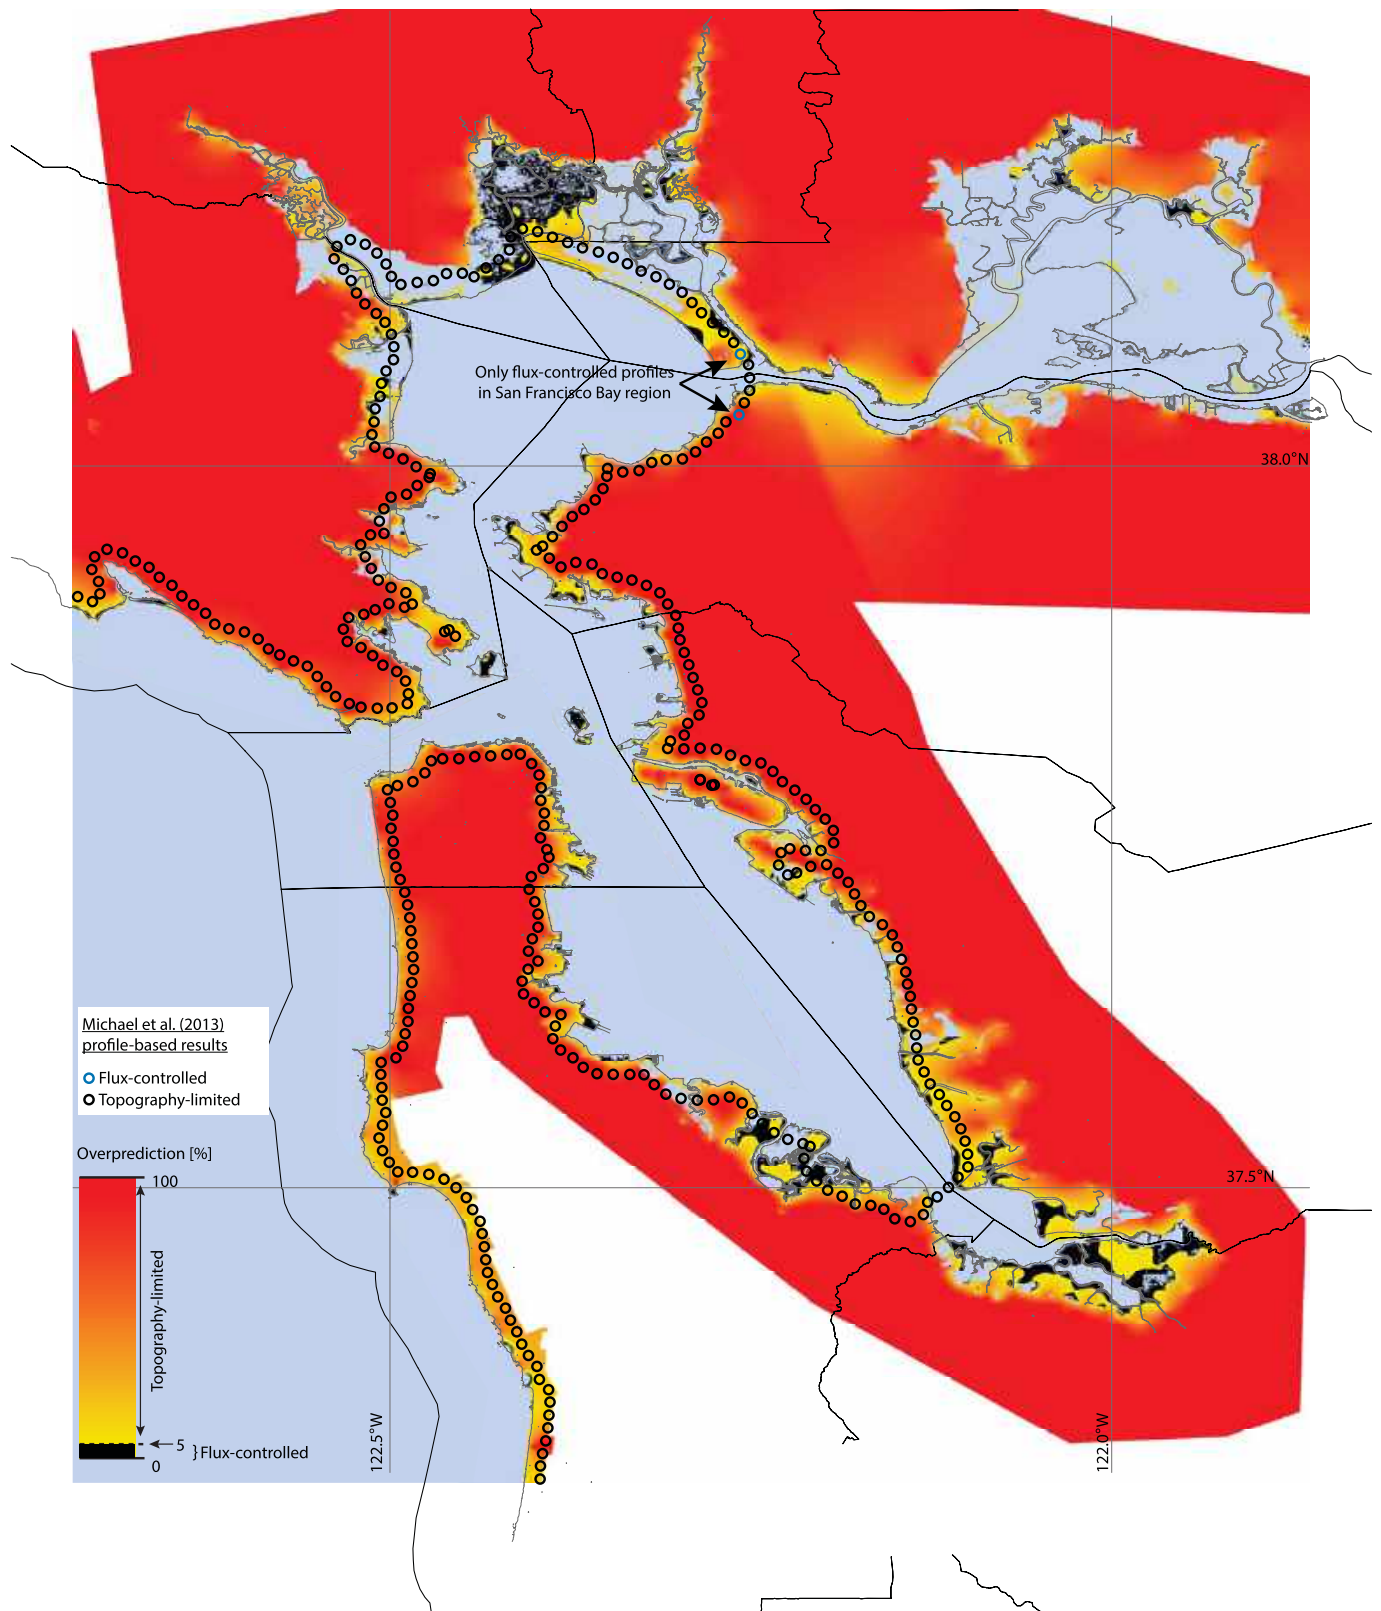 Only flux-controlled profiles
in San Francisco Bay region
38.0°N
Michael et al. (2013)
profile-based results
Flux-controlled
Topography-limited
Overprediction [%]
100
Topography-limited
5
} Flux-controlled
0
37.5°N
122.5°W
122.0°W